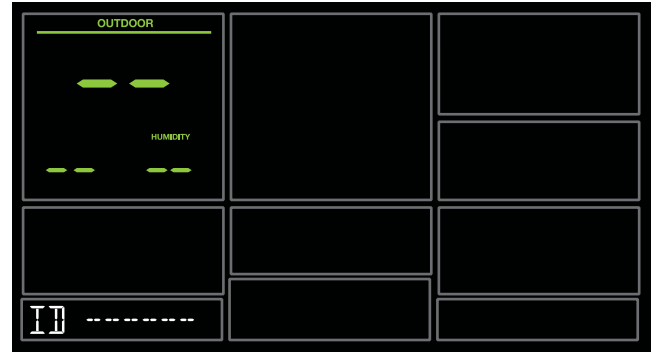 OUTDOOR
-- 
HUMIDITY
-- --
ID -- -- -- -- --